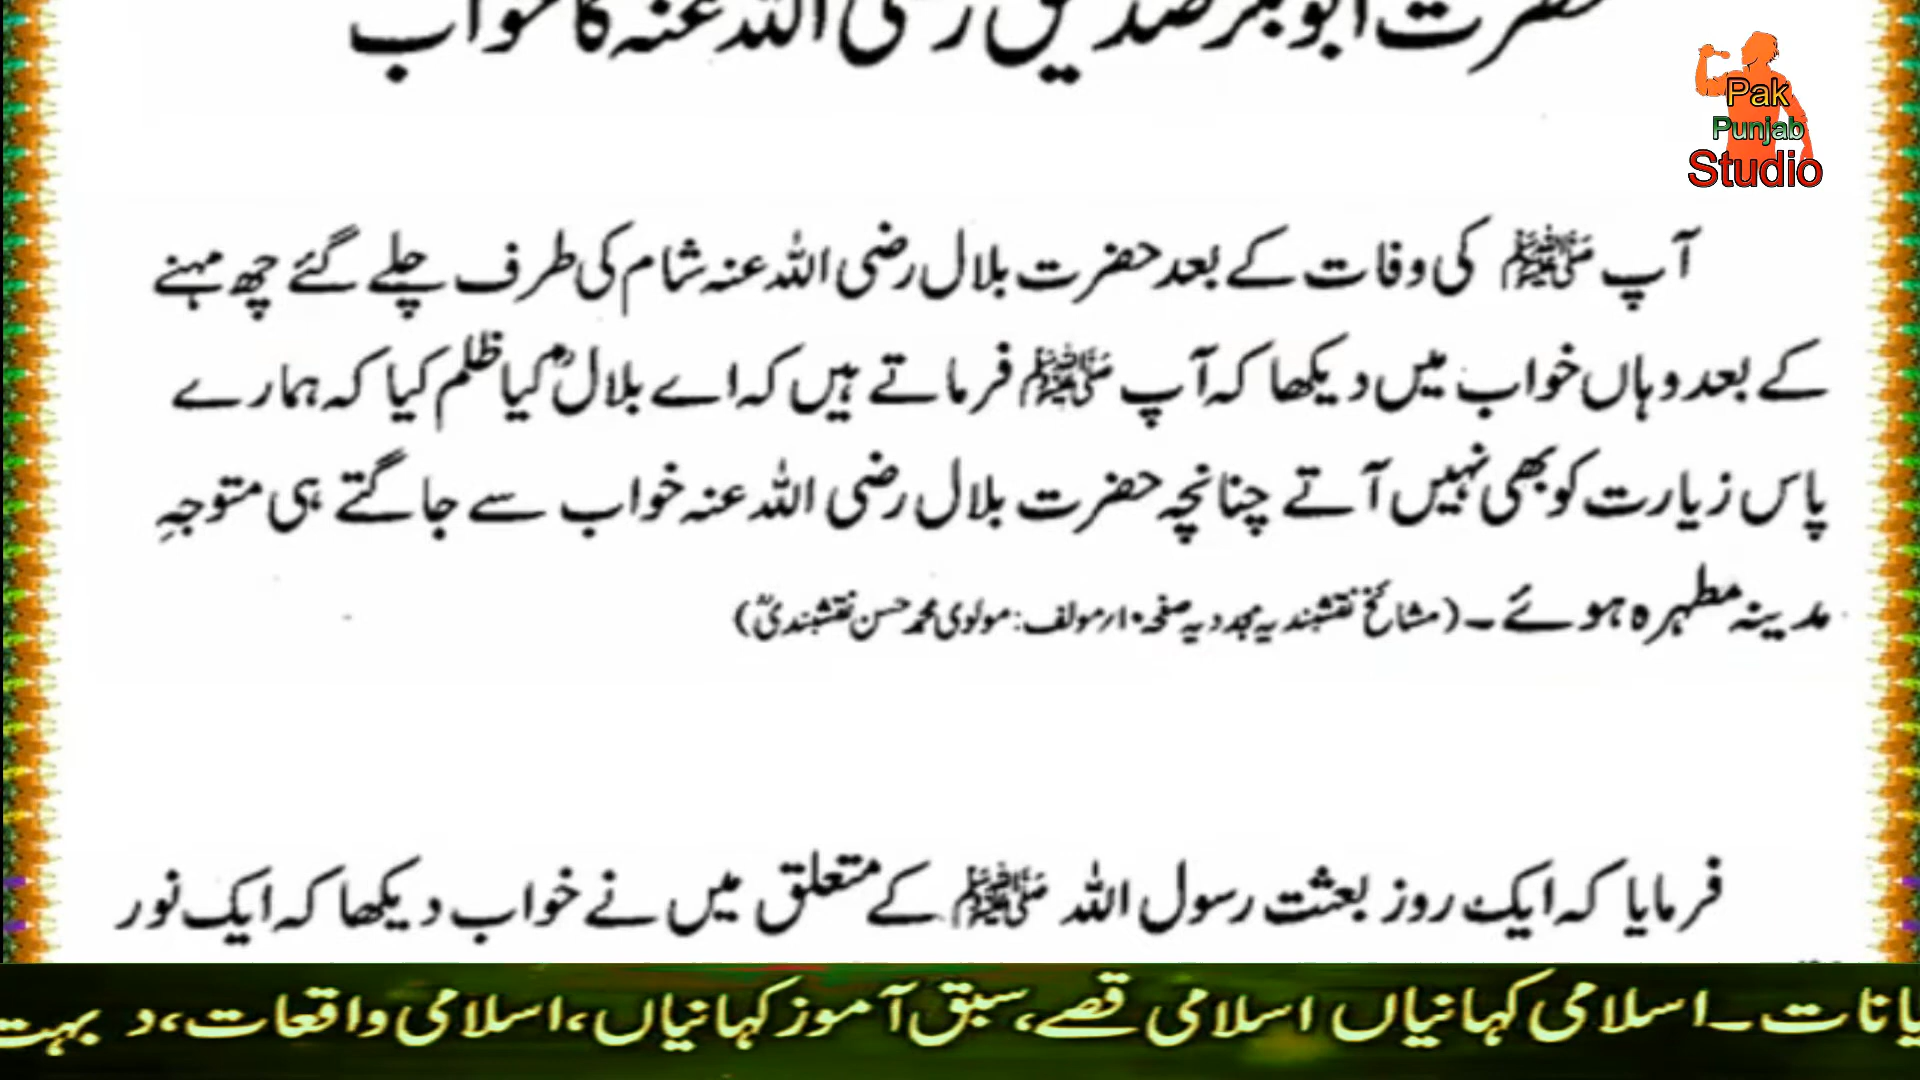 حضرت ابوبکر صدیق رضی اللہ عنہ کا خواب
Pak
Punjab
Studio
آپ ﷺ کی وفات کے بعد حضرت بلال رضی اللہ عنہ شام کی طرف چلے گئے چھ مہنے
کے بعد وہاں خواب میں دیکھا کہ آپ ﷺ فرماتے ہیں کہ اے بلالؓ کیا ظلم کیا کہ ہمارے
پاس زیارت کو بھی نہیں آتے چنانچہ حضرت بلال رضی اللہ عنہ خواب سے جاگتے ہی متوجہِ
مدینہ مطہرہ ہوئے ۔ (مشائخ نقشبندیہ مجددیہ صفحہ ۱۰/مولف: مولوی محمد حسن نقشبندیؒ)
فرمایا کہ ایک روز بعثت رسول اللہ ﷺ کے متعلق میں نے خواب دیکھا کہ ایک نور
یانات۔اسلامی کہانیاں اسلامی قصے،سبق آموز کہانیاں،اسلامی واقعات،د بہت